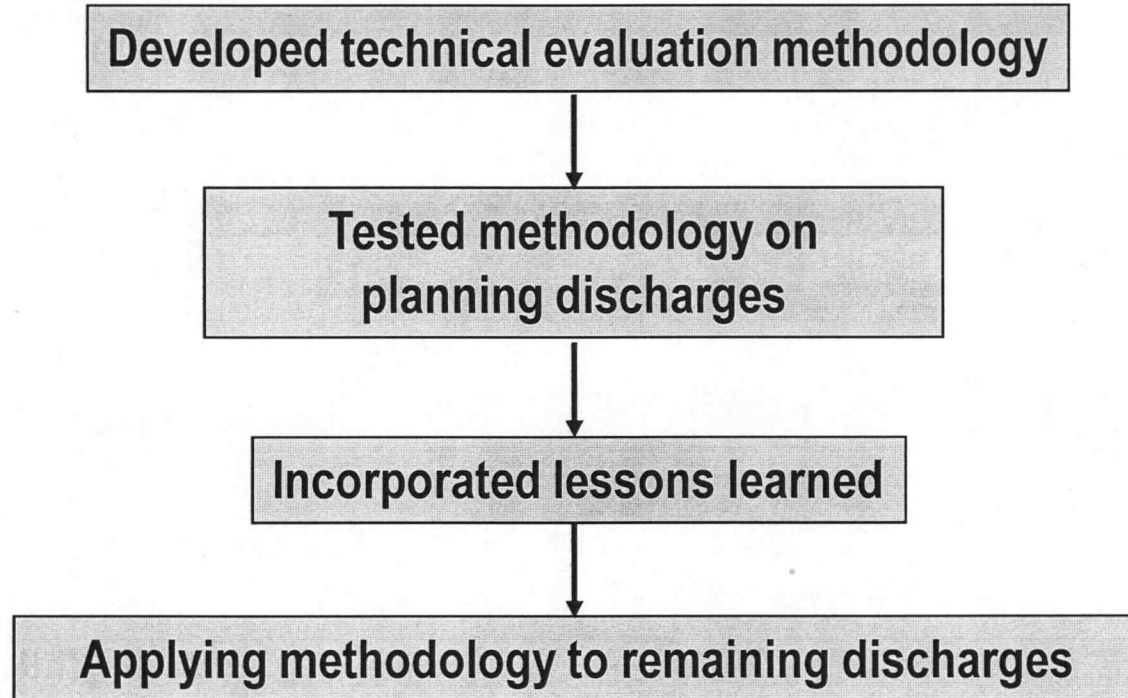 Developed technical evaluation methodology
Tested methodology on
planning discharges
Incorporated lessons learned
Applying methodology to remaining discharges